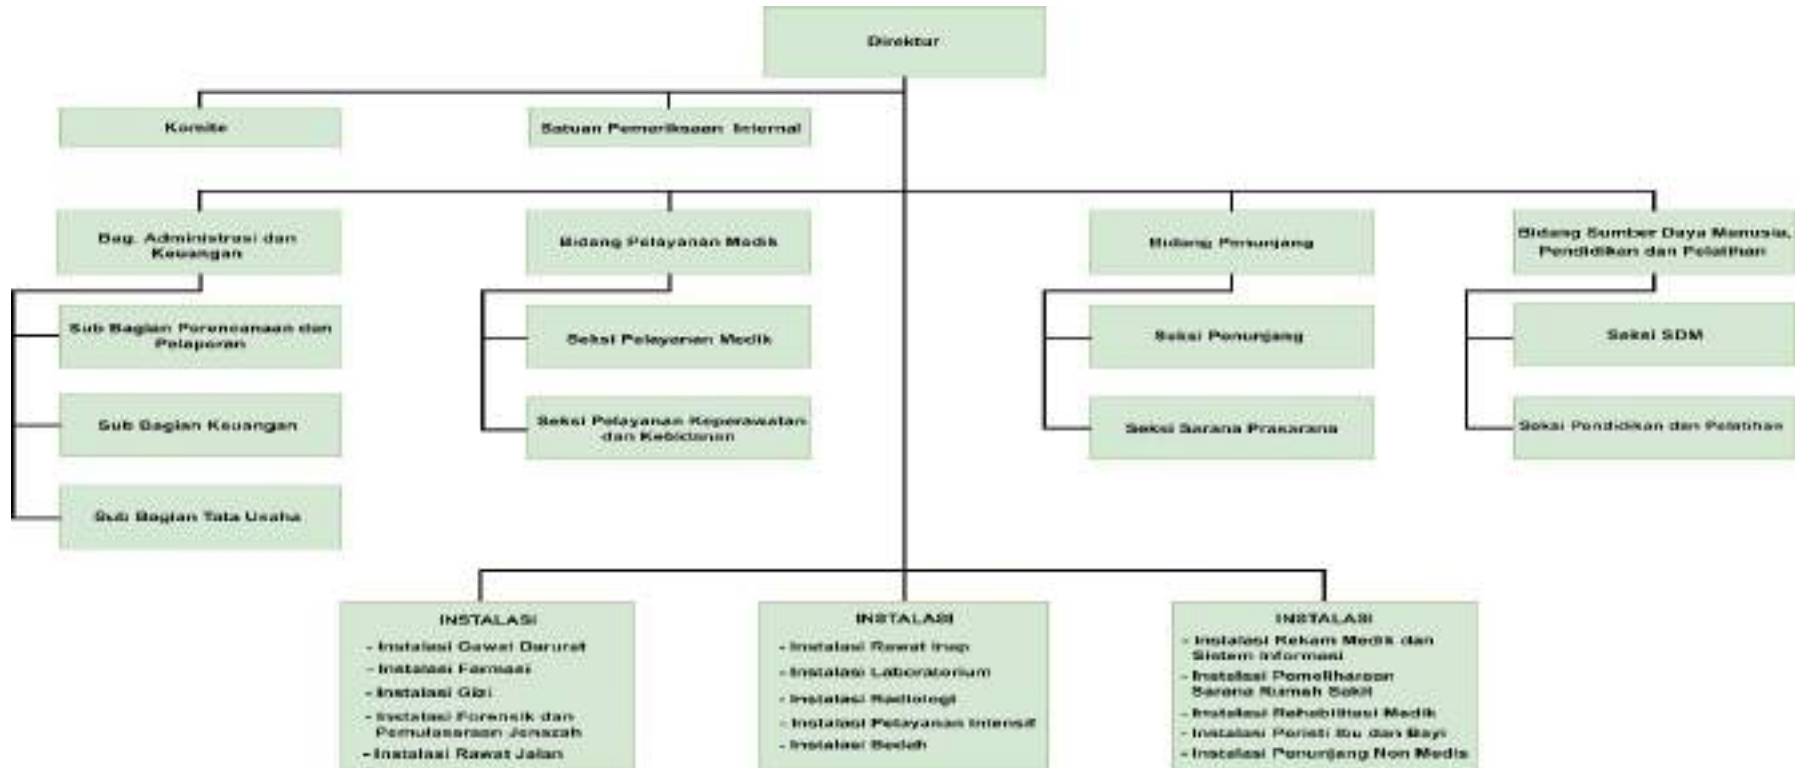 Direktur
Komite
Satuan Pemeriksaan Internal
Bag. Administrasi dan
Keuangan
Bidang Pelayanan Medik
Bidang Penunjang
Bidang Sumber Daya Manusia,
Pendidikan dan Pelatihan
Sub Bagian Perencanaan dan
Pelaporan
Seksi Pelayanan Medik
Seksi Penunjang
Seksi SDM
Sub Bagian Keuangan
Seksi Pelayanan Keperawatan
dan Kebidanan
Seksi Sarana Prasarana
Seksi Pendidikan dan Pelatihan
Sub Bagian Tata Usaha
INSTALASI
- Instalasi Gawat Darurat
- Instalasi Farmasi
- Instalasi Gizi
- Instalasi Forensik dan
Pemulasaraan Jenazah
- Instalasi Rawat Jalan
INSTALASI
- Instalasi Rawat Inap
- Instalasi Laboratorium
- Instalasi Radiologi
- Instalasi Pelayanan Intensif
- Instalasi Bedah
INSTALASI
- Instalasi Rekam Medik dan
Sistem Informasi
- Instalasi Pemeliharaan
Sarana Rumah Sakit
- Instalasi Rehabilitasi Medik
- Instalasi Peristi Ibu dan Bayi
- Instalasi Penunjang Non Medis